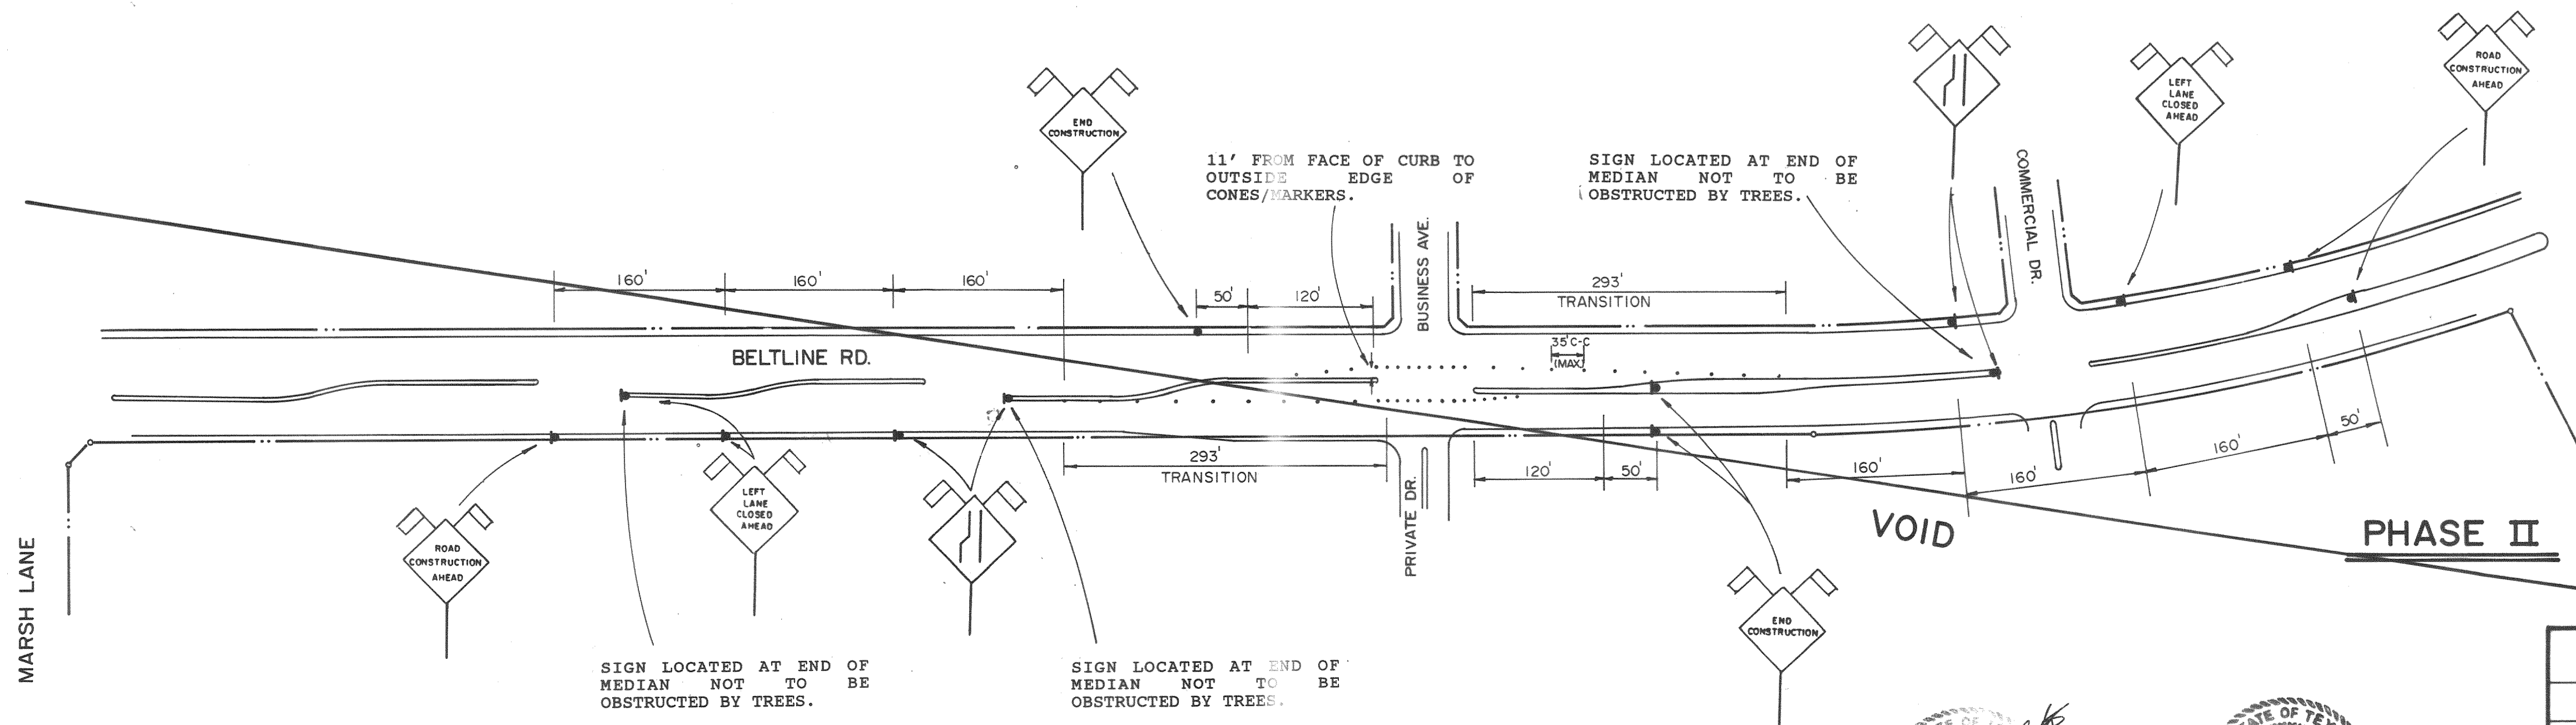 ROAD
CONSTRUCTION
AHEAD
LEFT
LANE
CLOSED
AHEAD
END
CONSTRUCTION
11' FROM FACE OF CURB TO
OUTSIDE EDGE OF
CONES/MARKERS.
SIGN LOCATED AT END OF
MEDIAN NOT TO BE
OBSTRUCTED BY TREES.
COMMERCIAL DR.
BUSINESS AVE.
160'
160'
160'
50'
120'
293'
TRANSITION
35' C-C
(MAX)
BELTLINE RD.
293'
TRANSITION
120'
50'
160'
160'
160'
50'
PRIVATE DR.
VOID
PHASE II
MARSH LANE
ROAD
CONSTRUCTION
AHEAD
LEFT
LANE
CLOSED
AHEAD
END
CONSTRUCTION
SIGN LOCATED AT END OF
MEDIAN NOT TO BE
OBSTRUCTED BY TREES.
SIGN LOCATED AT END OF
MEDIAN NOT TO BE
OBSTRUCTED BY TREES.
STATE OF TE